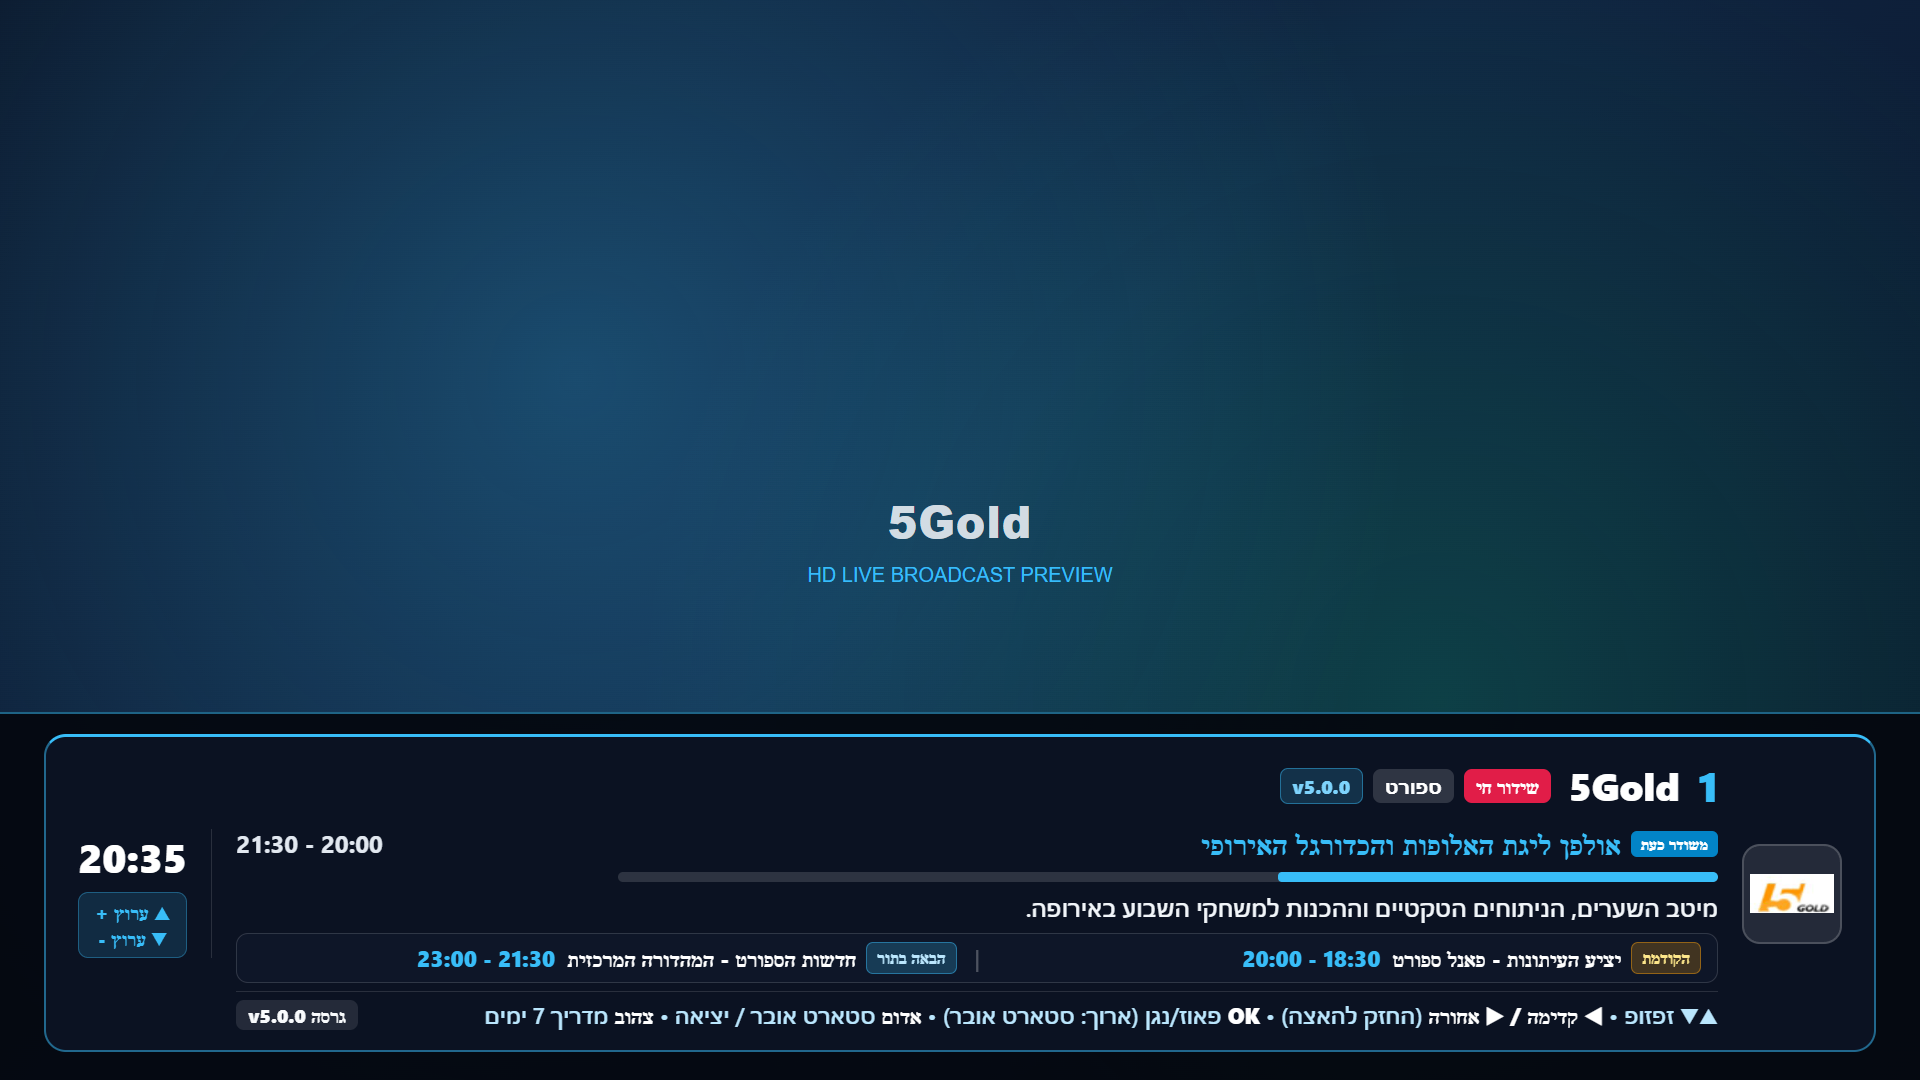 5Gold
HD LIVE BROADCAST PREVIEW
1 5Gold שידור חי ספורט v5.0.0
משודר כעת אולפן ליגת האלופות והכדורגל האירופי 20:00 - 21:30
מיטב השערים, הניתוחים הטקטיים וההכנות למשחקי השבוע באירופה.
הקודמת יציע העיתונות - פאנל ספורט 18:30 - 20:00 | הבאה בתור חדשות הספורט - המהדורה המרכזית 21:30 - 23:00
▲▼ זפזופ • ◀ קדימה / ▶ אחורה (החזק להאצה) • OK פאוז/נגן (ארוך: סטארט אובר) • אדום סטארט אובר / יציאה • צהוב מדריך 7 ימים
גרסה v5.0.0
20:35
▲ ערוץ +
▼ ערוץ -
5 GOLD